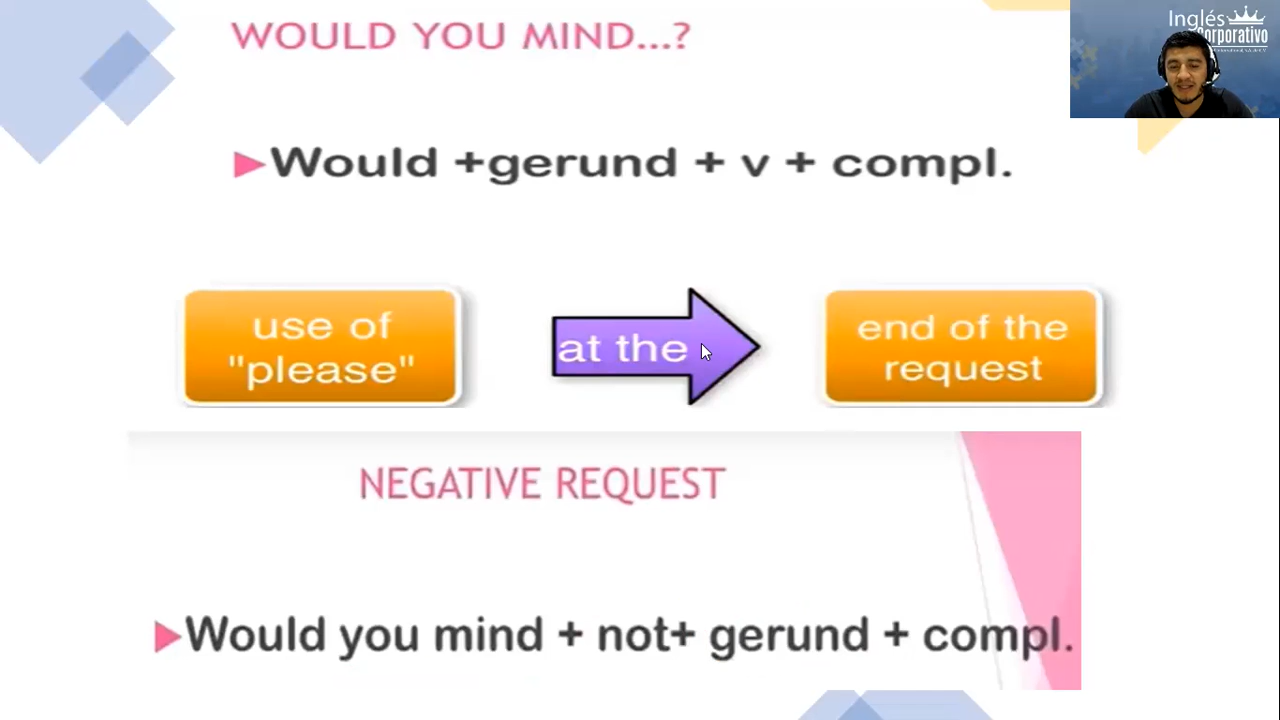 WOULD YOU MIND...?
Inglés
Corporativo
Would +gerund + v + compl.
use of
"please"
at the
end of the
request
NEGATIVE REQUEST
Would you mind + not+ gerund + compl.